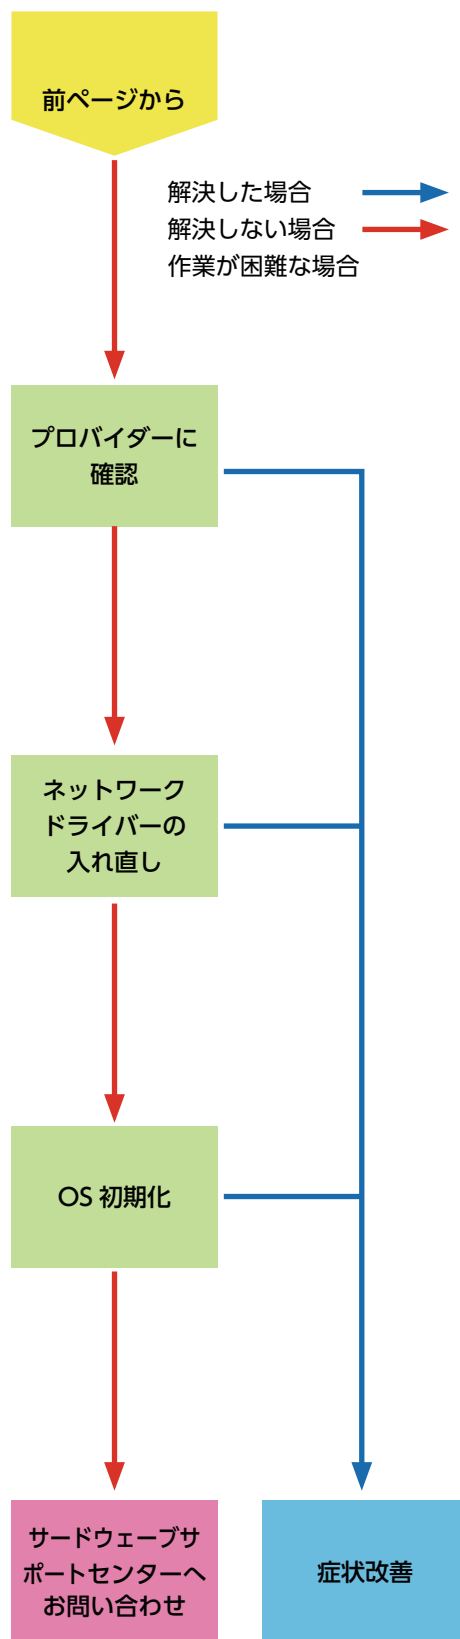 前ページから
解決した場合
解決しない場合
作業が困難な場合
プロバイダーに
確認
ネットワーク
ドライバーの
入れ直し
OS 初期化
サードウェーブサ
ポートセンターへ
お問い合わせ
症状改善